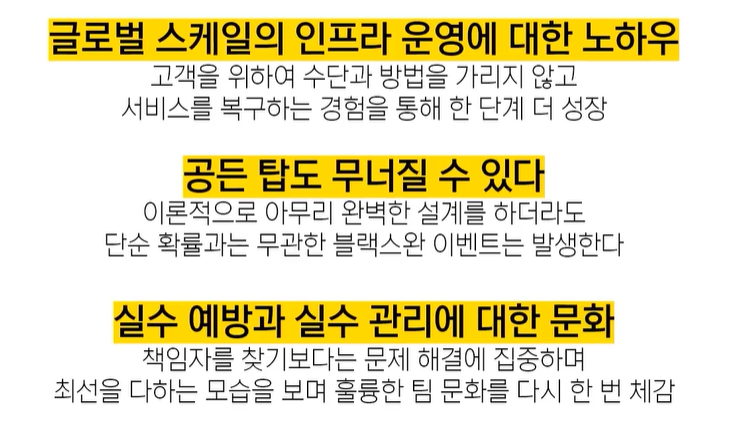 글로벌 스케일의 인프라 운영에 대한 노하우
고객을 위하여 수단과 방법을 가리지 않고
서비스를 복구하는 경험을 통해 한 단계 더 성장
공든 탑도 무너질 수 있다
이론적으로 아무리 완벽한 설계를 하더라도
단순 확률과는 무관한 블랙스완 이벤트는 발생한다
실수 예방과 실수 관리에 대한 문화
책임자를 찾기보다는 문제 해결에 집중하며
최선을 다하는 모습을 보며 훌륭한 팀 문화를 다시 한 번 체감